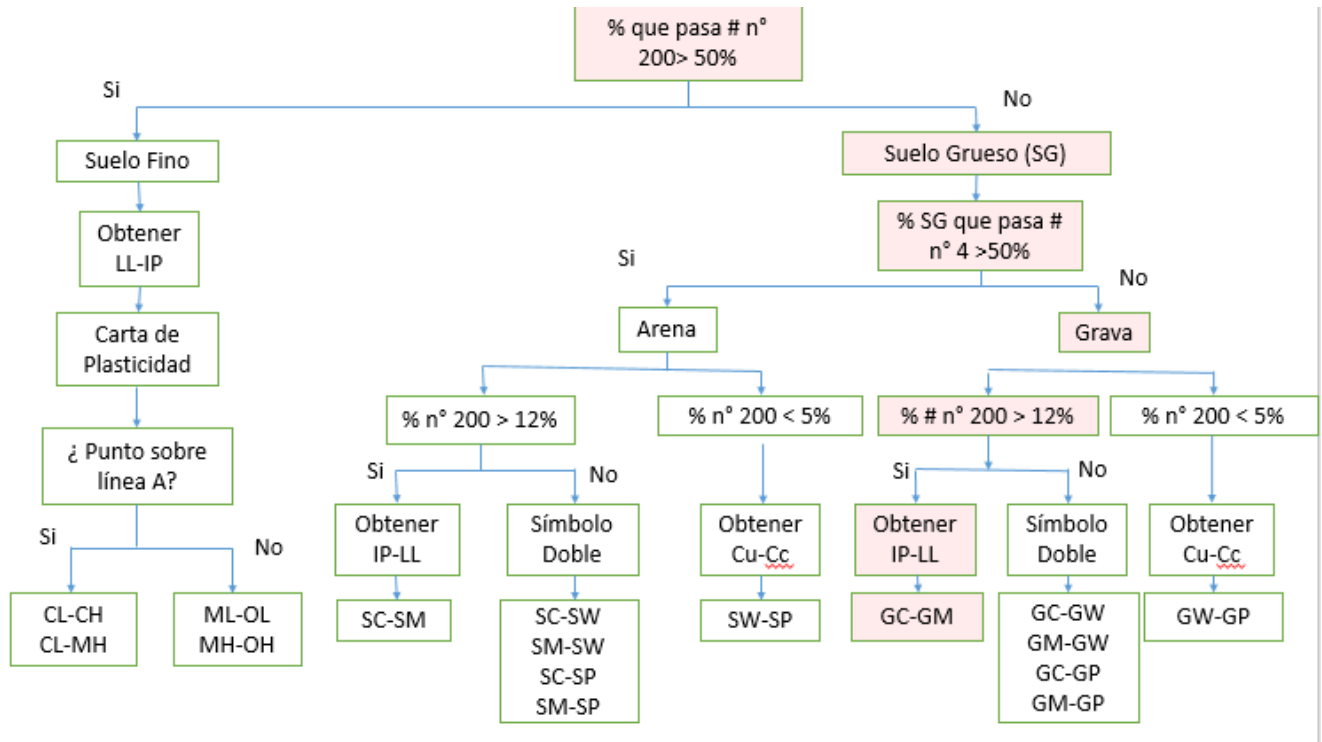 % que pasa # n°
200> 50%
Si
No
Suelo Fino
Suelo Grueso (SG)
Obtener
LL-IP
% SG que pasa #
n° 4 >50%
Si
No
Carta de
Plasticidad
Arena
Grava
% n° 200 > 12%
% n° 200 < 5%
% # n° 200 > 12%
% n° 200 < 5%
¿ Punto sobre
línea A?
Si
No
Si
No
Obtener
IP-LL
Símbolo
Doble
Obtener
Cu-Cc
Obtener
IP-LL
Símbolo
Doble
Obtener
Cu-Cc
Si
No
CL-CH
CL-MH
ML-OL
MH-OH
SC-SM
SC-SW
SM-SW
SC-SP
SM-SP
SW-SP
GC-GM
GC-GW
GM-GW
GC-GP
GM-GP
GW-GP